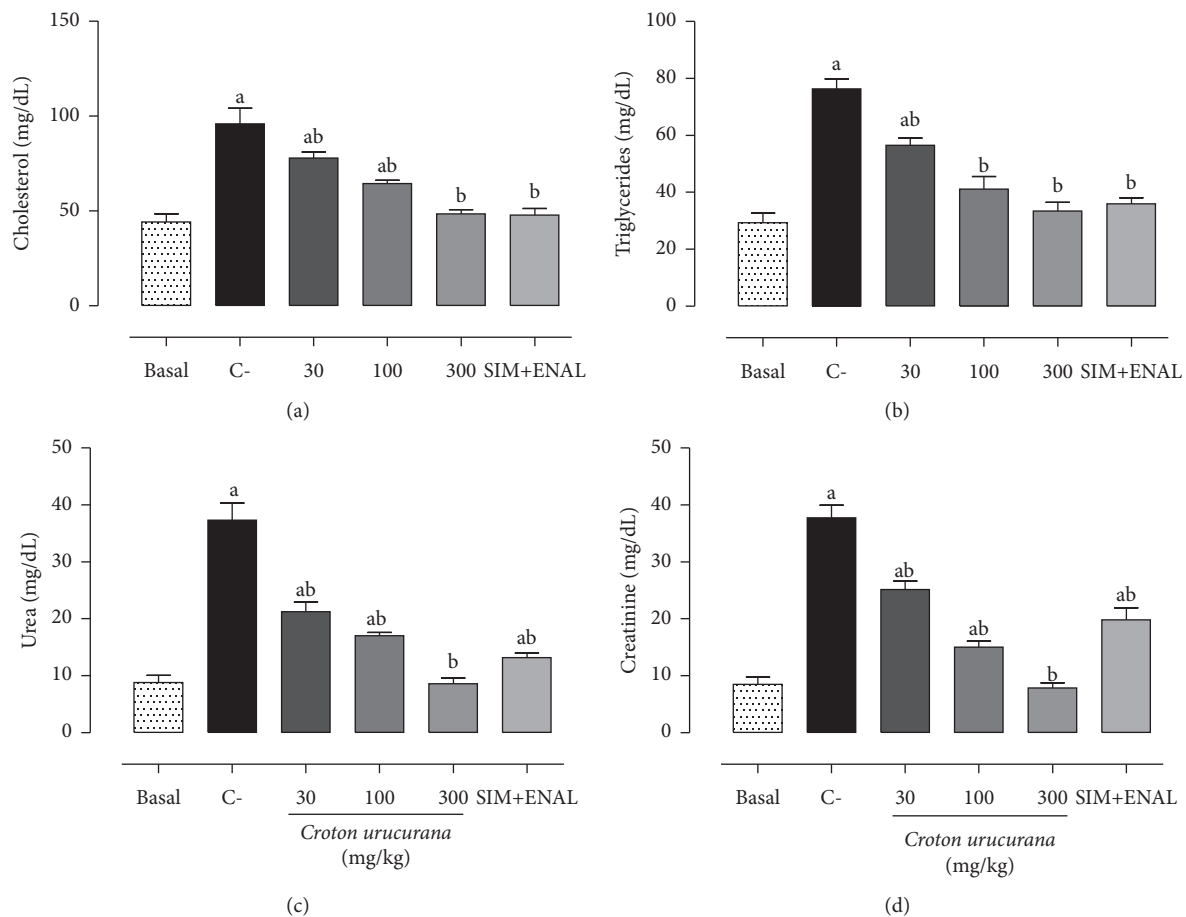 150
100
50
0
Cholesterol (mg/dL)
a
ab
ab
b
b
Basal C- 30 100 300 SIM+ENAL
(a)
100
80
60
40
20
0
Triglycerides (mg/dL)
a
ab
b
b
b
Basal C- 30 100 300 SIM+ENAL
(b)
50
40
30
20
10
0
Urea (mg/dL)
a
ab
ab
b
ab
Basal C- 30 100 300 SIM+ENAL
Croton urucurana
(mg/kg)
(c)
50
40
30
20
10
0
Creatinine (mg/dL)
a
ab
ab
b
ab
Basal C- 30 100 300 SIM+ENAL
Croton urucurana
(mg/kg)
(d)